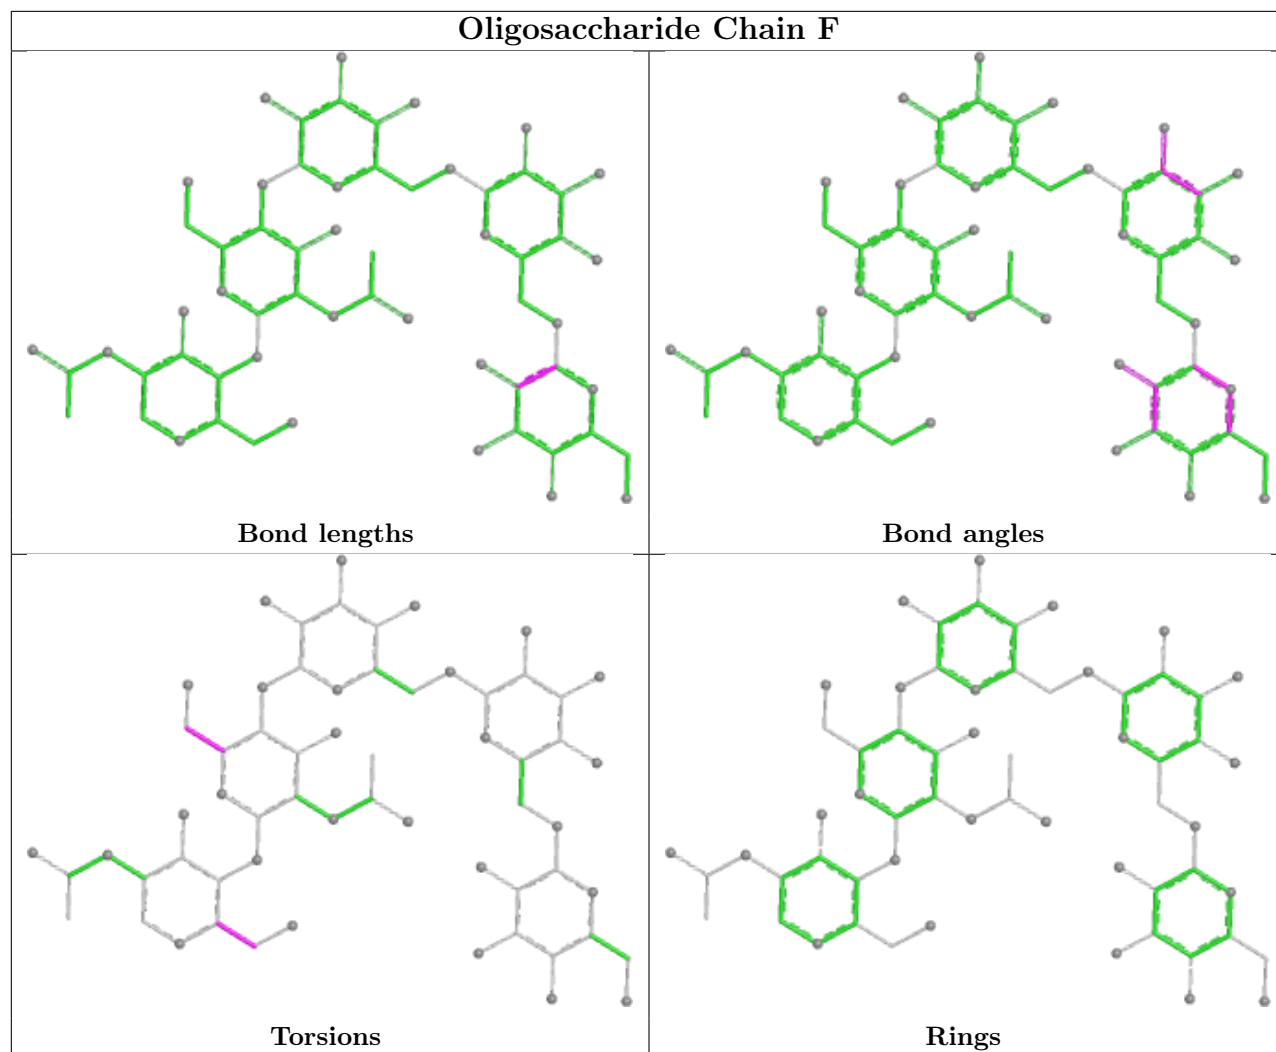 Oligosaccharide Chain F
Bond lengths
Bond angles
Torsions
Rings